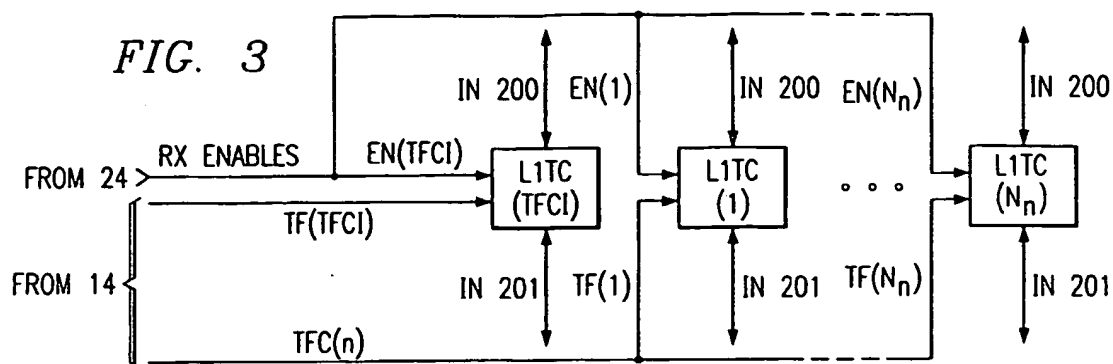 FIG. 3
IN 200
EN(1)
IN 200
EN(Nn)
IN 200
FROM 24
RX ENABLES
EN(TFCI)
L1TC
(TFCI)
L1TC
(1)
L1TC
(Nn)
TF(TFCI)
FROM 14
IN 201
TF(1)
IN 201
TF(Nn)
IN 201
TFC(n)